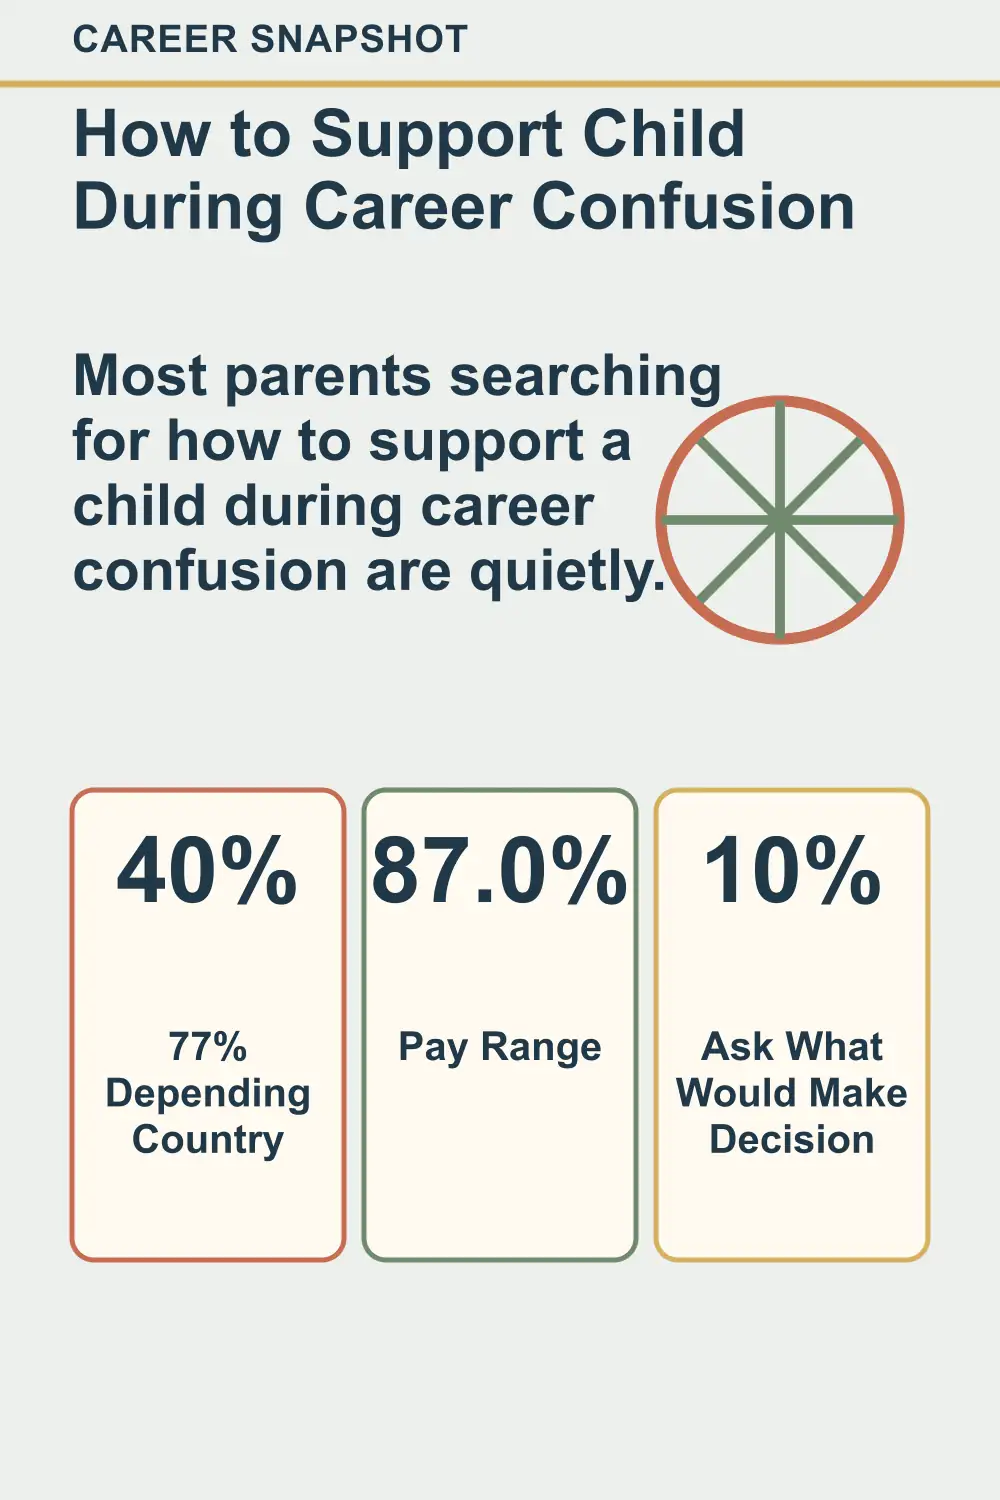 CAREER SNAPSHOT
How to Support Child
During Career Confusion
Most parents searching
for how to support a
child during career
confusion are quietly.
40%
77%
Depending
Country
87.0%
Pay Range
10%
Ask What
Would Make
Decision